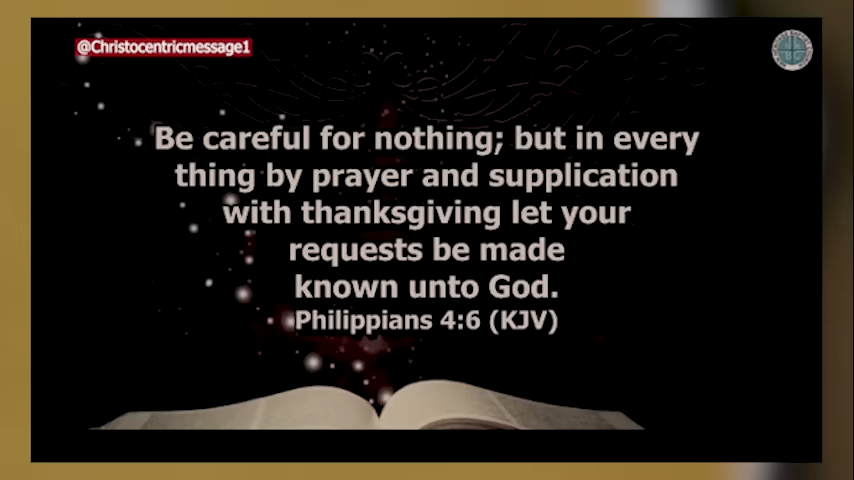 @Christocentricmessage1
Be careful for nothing; but in every
thing by prayer and supplication
with thanksgiving let your
requests be made
known unto God.
Philippians 4:6 (KJV)